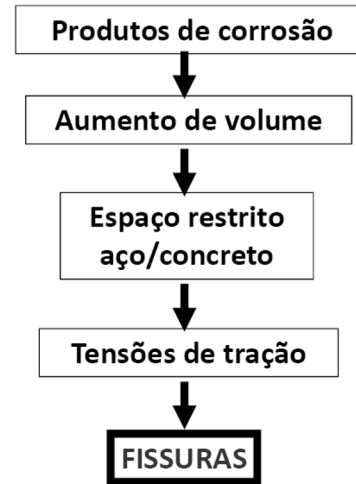 Produtos de corrosão
Aumento de volume
Espaço restrito
aço/concreto
Tensões de tração
FISSURAS